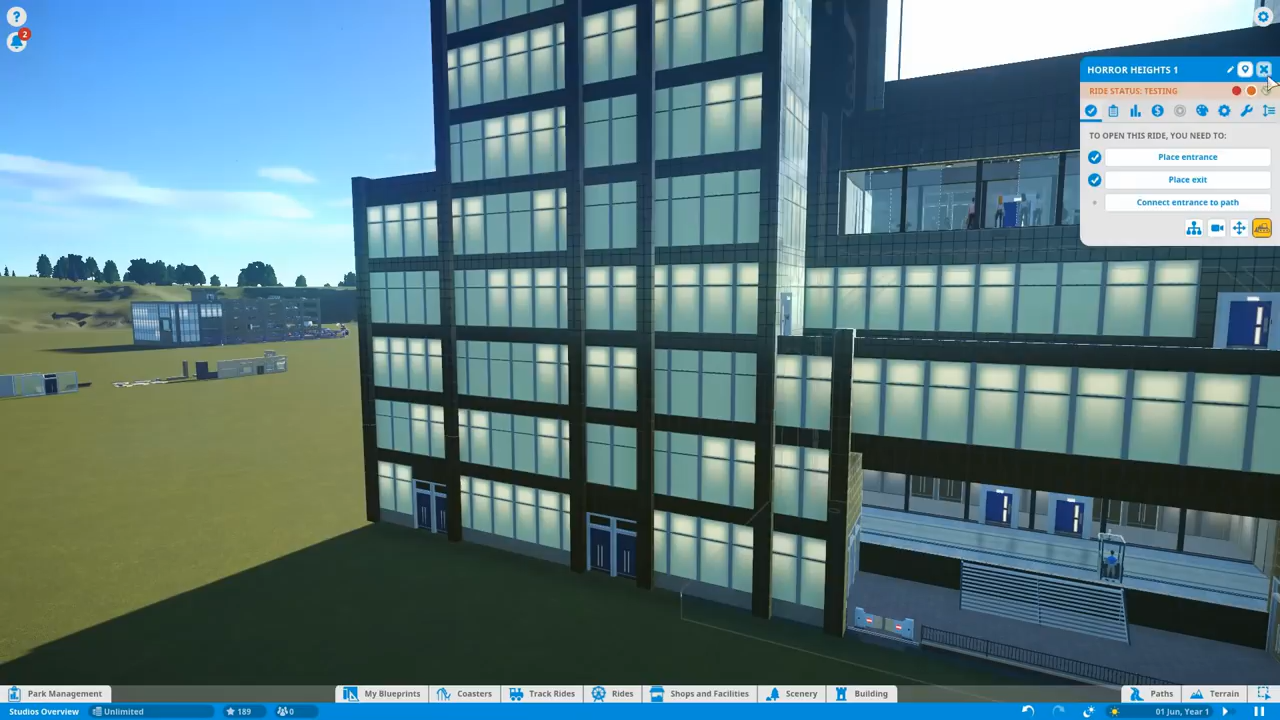 ?
2
HORROR HEIGHTS 1
RIDE STATUS: TESTING
TO OPEN THIS RIDE, YOU NEED TO:
Place entrance
Place exit
Connect entrance to path
Park Management
My Blueprints
Coasters
Track Rides
Rides
Shops and Facilities
Scenery
Building
Paths
Terrain
Studios Overview
Unlimited
189
0
01 Jun, Year 1